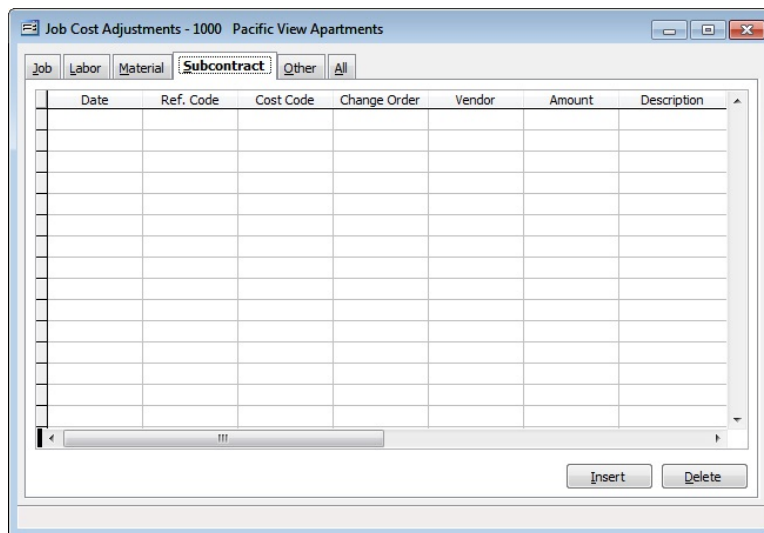 Job Cost Adjustments - 1000 Pacific View Apartments
Job Labor Material Subcontract Other All
Date Ref. Code Cost Code Change Order Vendor Amount Description
Insert Delete